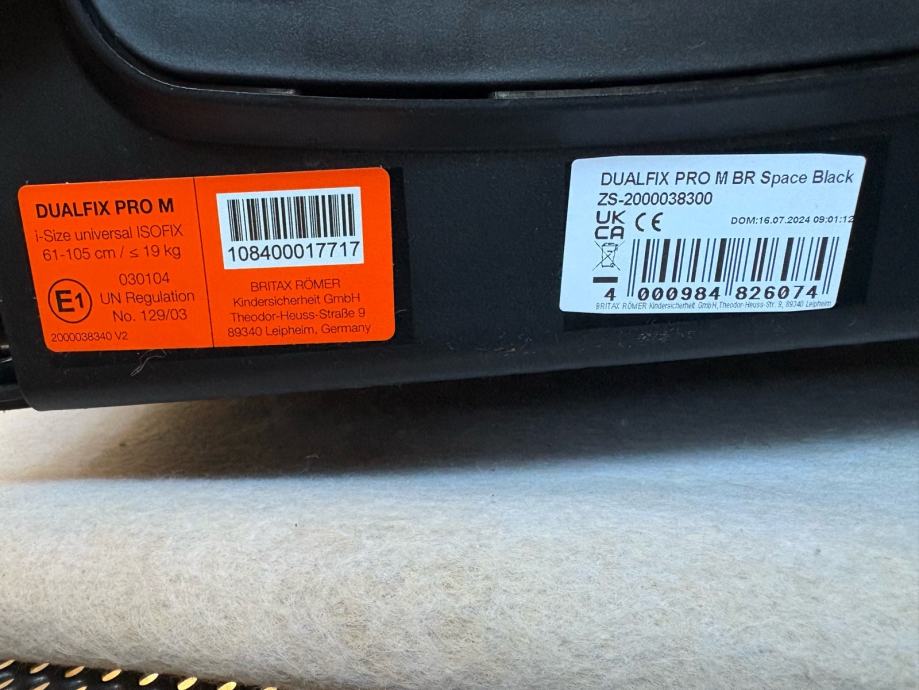 DUALFIX PRO M
i-Size universal ISOFIX
61-105 cm / ≤ 19 kg
E1
030104
UN Regulation
No. 129/03
2000038340 V2
108400017717
BRITAX RÖMER
Kindersicherheit GmbH
Theodor-Heuss-Straße 9
89340 Leipheim, Germany
DUALFIX PRO M BR Space Black
ZS-2000038300
UK
CA
CE
DOM:16.07.2024 09:01:12
4 000984 826074
BRITAX RÖMER Kindersicherheit GmbH, Theodor-Heuss-Str. 9, 89340 Leipheim